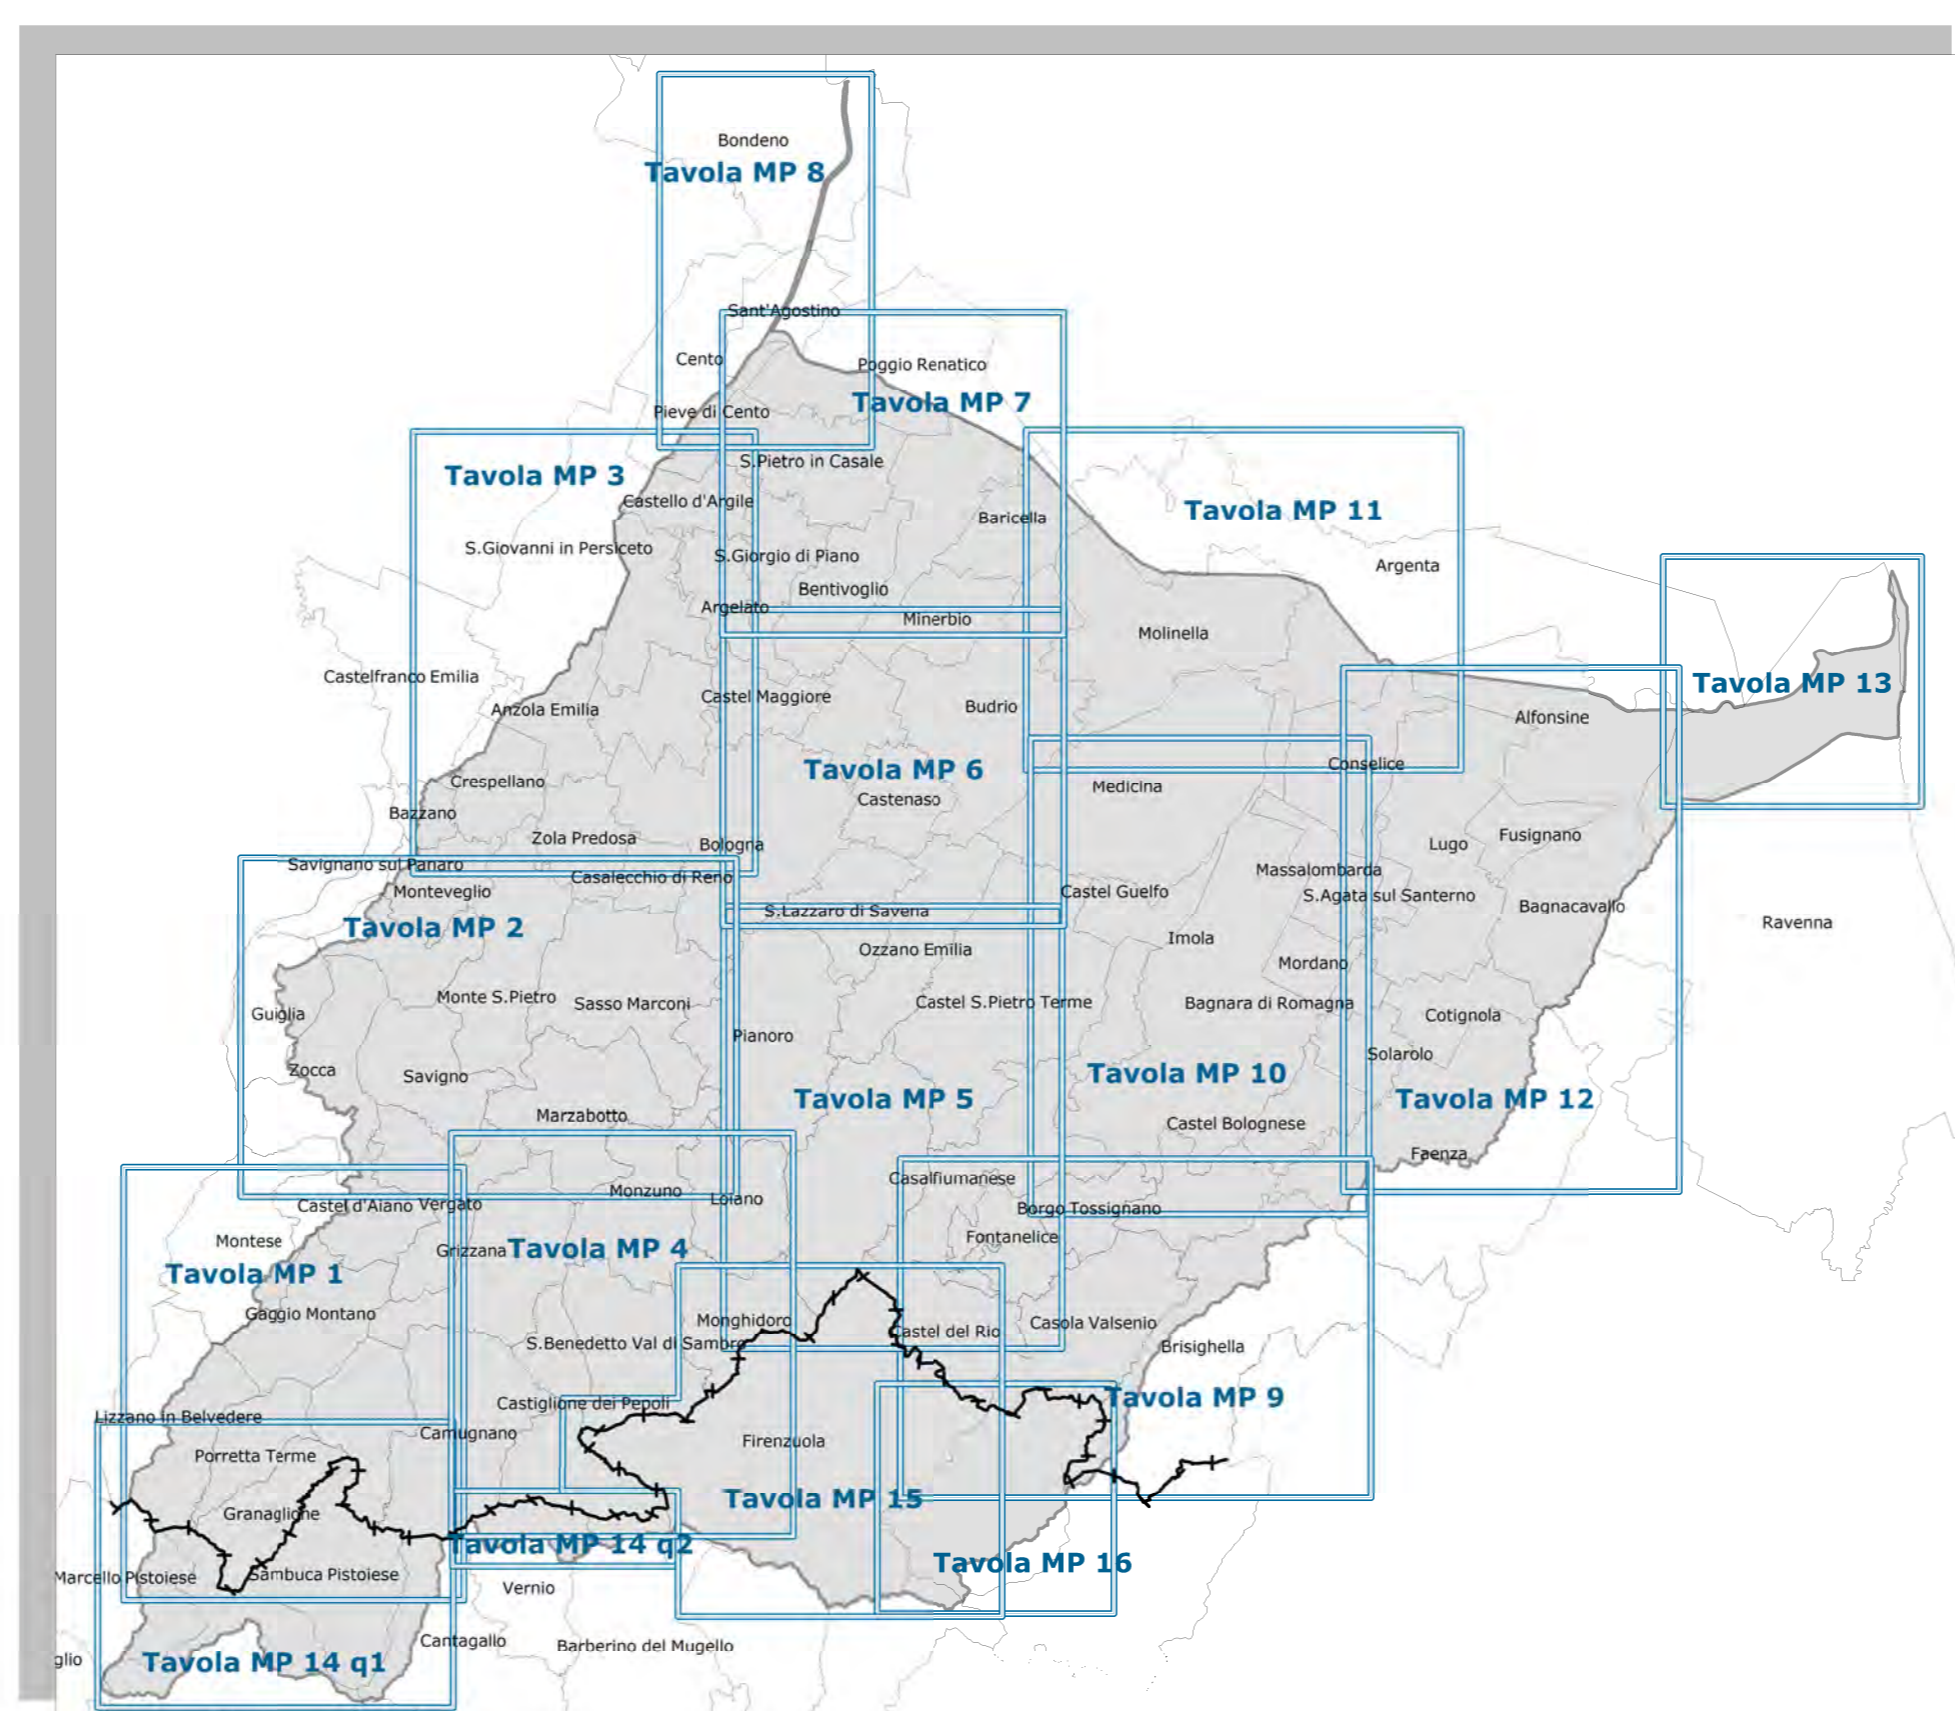 Bondeno
Tavola MP 8
Sant'Agostino
Cento
Poggio Renatico
Tavola MP 7
Pieve di Cento
S.Pietro in Casale
Tavola MP 3
Castello d'Argile
Tavola MP 11
Baricella
S.Giovanni in Persiceto
S.Giorgio di Piano
Argenta
Bentivoglio
Argelato
Minerbio
Molinella
Castelfranco Emilia
Tavola MP 13
Castel Maggiore
Anzola Emilia
Budrio
Alfonsine
Tavola MP 6
Conselice
Crespellano
Medicina
Castenaso
Bazzano
Zola Predosa
Bologna
Lugo
Fusignano
Savignano sul Panaro
Massalombarda
Casalecchio di Reno
Monteveglio
Castel Guelfo
S.Agata sul Santerno
Bagnacavallo
S.Lazzaro di Savena
Ravenna
Tavola MP 2
Imola
Ozzano Emilia
Mordano
Monte S.Pietro
Sasso Marconi
Castel S.Pietro Terme
Bagnara di Romagna
Guiglia
Cotignola
Pianoro
Solarolo
Zocca
Savigno
Tavola MP 10
Tavola MP 5
Tavola MP 12
Marzabotto
Castel Bolognese
Faenza
Casalfiumanese
Monzuno
Loiano
Castel d'Aiano
Vergato
Borgo Tossignano
Montese
Fontanelice
Grizzana
Tavola MP 4
Tavola MP 1
Gaggio Montano
Monghidoro
Casola Valsenio
Castel del Rio
S.Benedetto Val di Sambro
Brisighella
Tavola MP 9
Castiglione dei Pepoli
Lizzano in Belvedere
Camugnano
Firenzuola
Porretta Terme
Tavola MP 15
Granaglione
Tavola MP 14 q2
Tavola MP 16
Marcello Pistoiese
Sambuca Pistoiese
Vernio
Cantagallo
Barberino del Mugello
glio
Tavola MP 14 q1